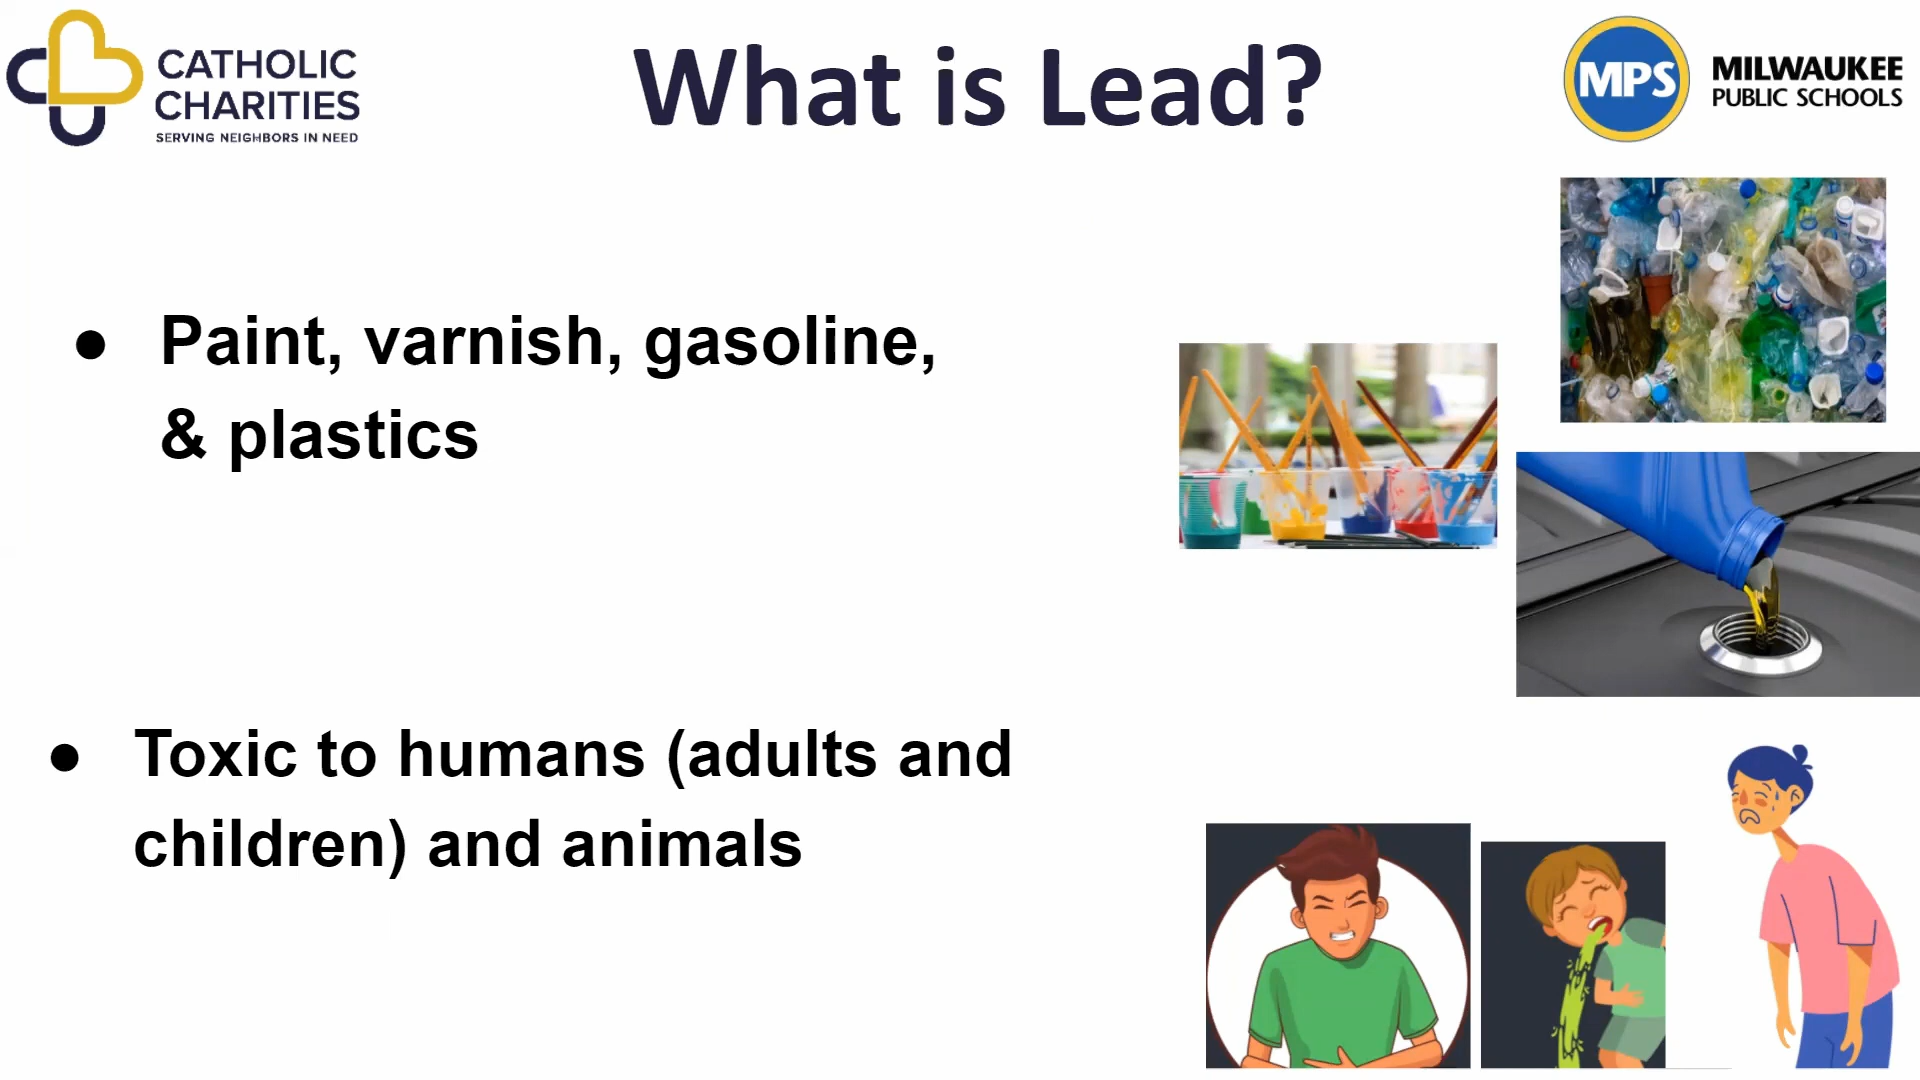 CATHOLIC
CHARITIES
SERVING NEIGHBORS IN NEED
What is Lead?
MPS
MILWAUKEE
PUBLIC SCHOOLS
● Paint, varnish, gasoline,
& plastics
● Toxic to humans (adults and
children) and animals